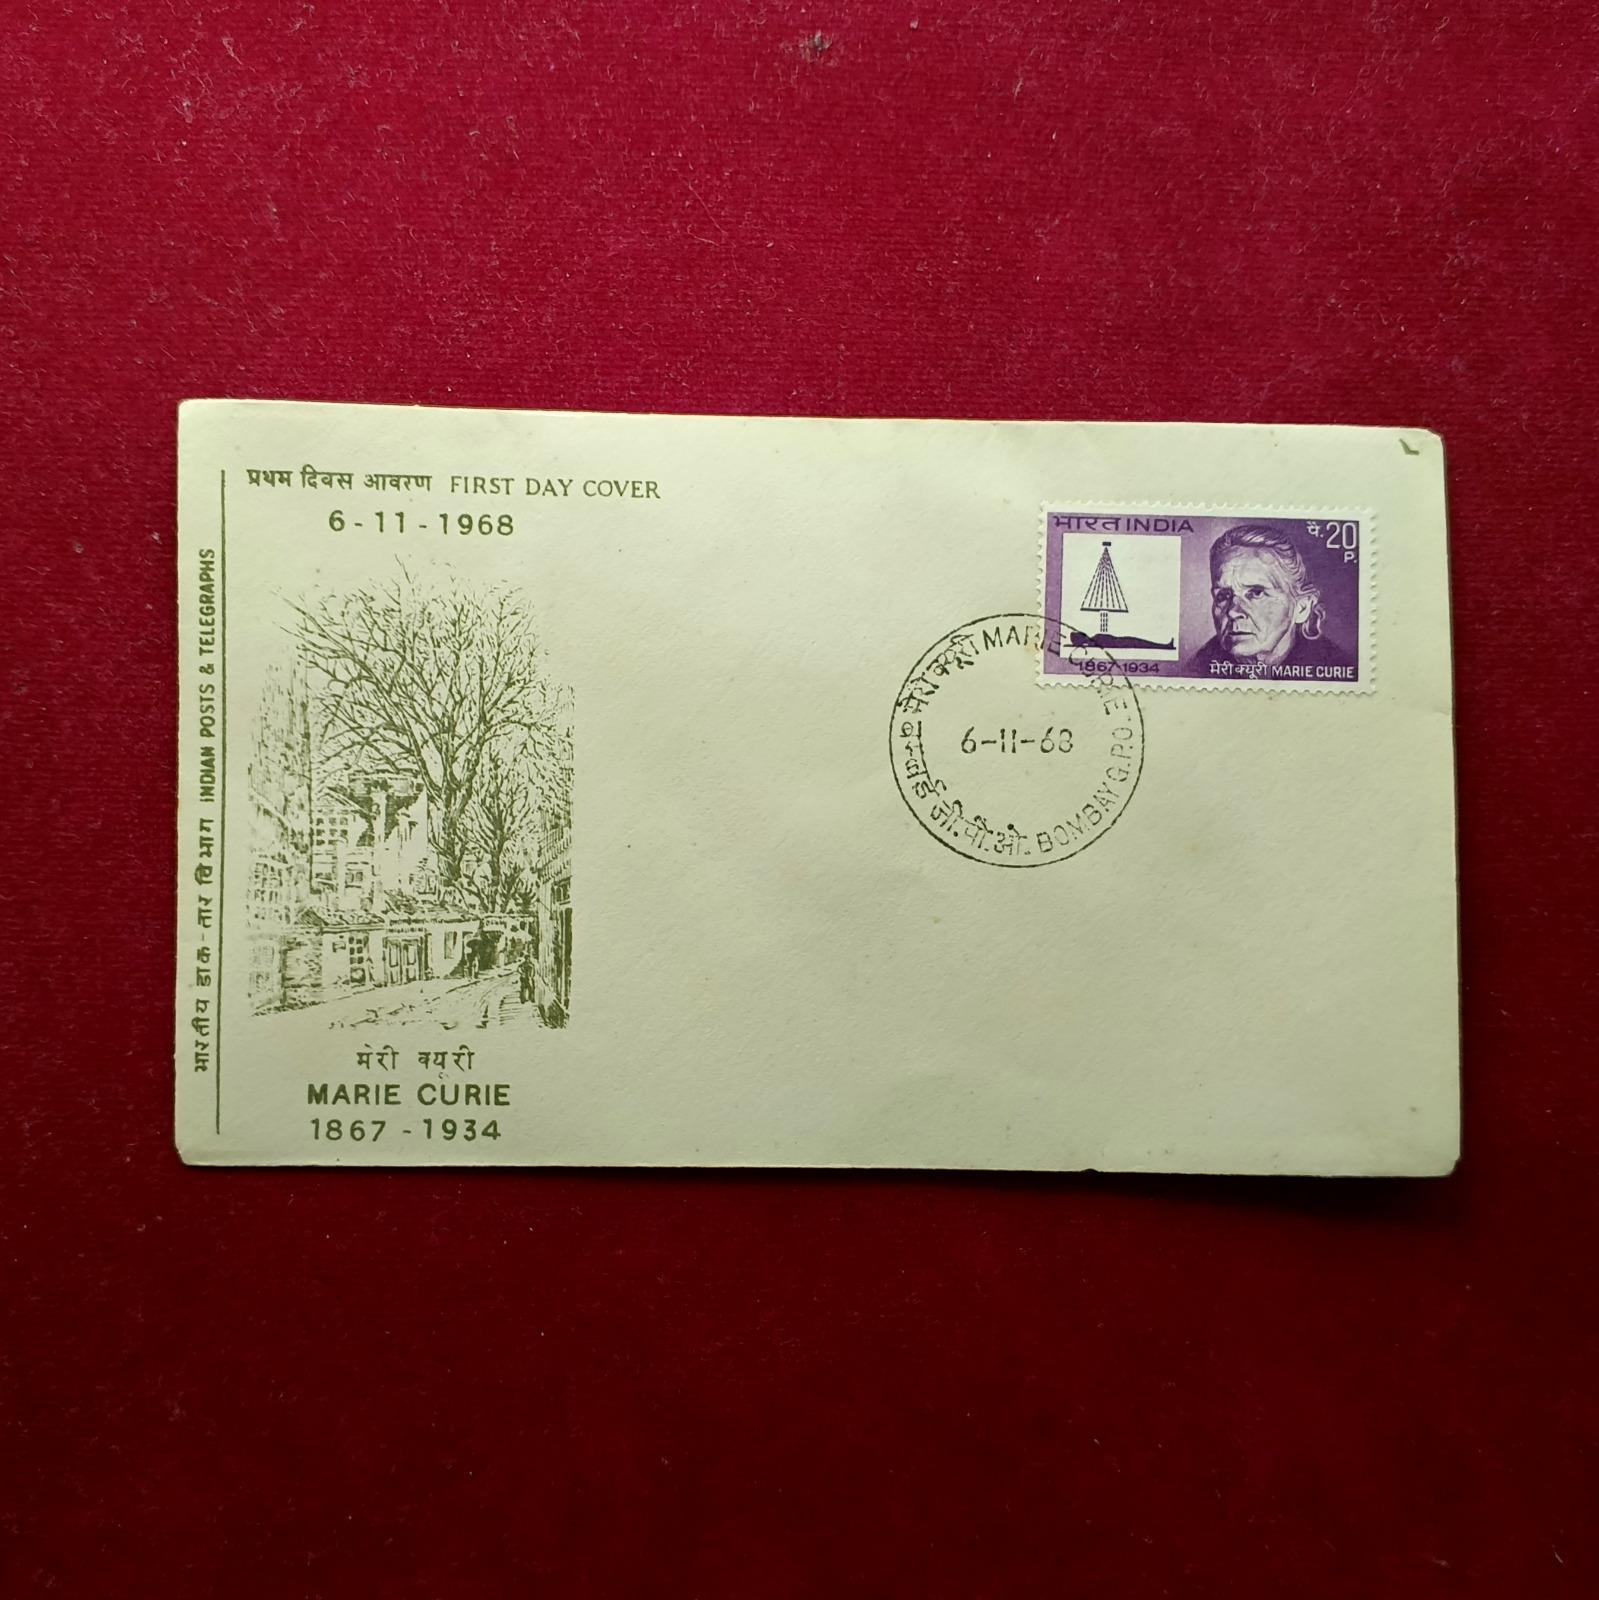 प्रथम दिवस आवरण FIRST DAY COVER
6-11-1968
भारतीय डाक-तार विभाग INDIAN POSTS & TELEGRAPHS
मेरी क्यूरी
MARIE CURIE
1867-1934
भारत INDIA
पै. 20 P.
1867-1934
मेरी क्यूरी MARIE CURIE
मेरी क्यूरी MARIE CURIE
6-11-68
जी.पी.ओ. BOMBAY G.P.O.